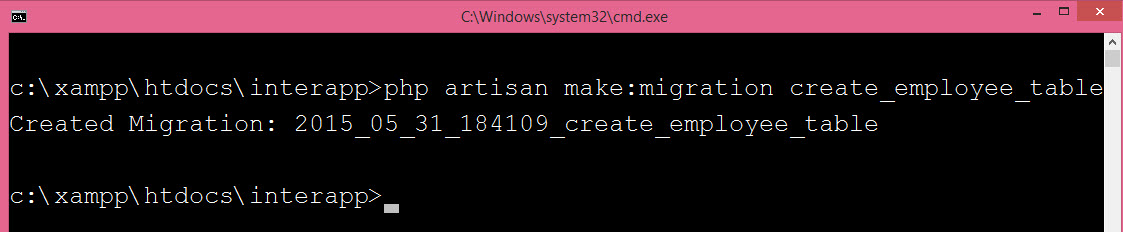 C:\Windows\system32\cmd.exe
c:\xampp\htdocs\interapp>php artisan make:migration create_employee_table
Created Migration: 2015_05_31_184109_create_employee_table
c:\xampp\htdocs\interapp>